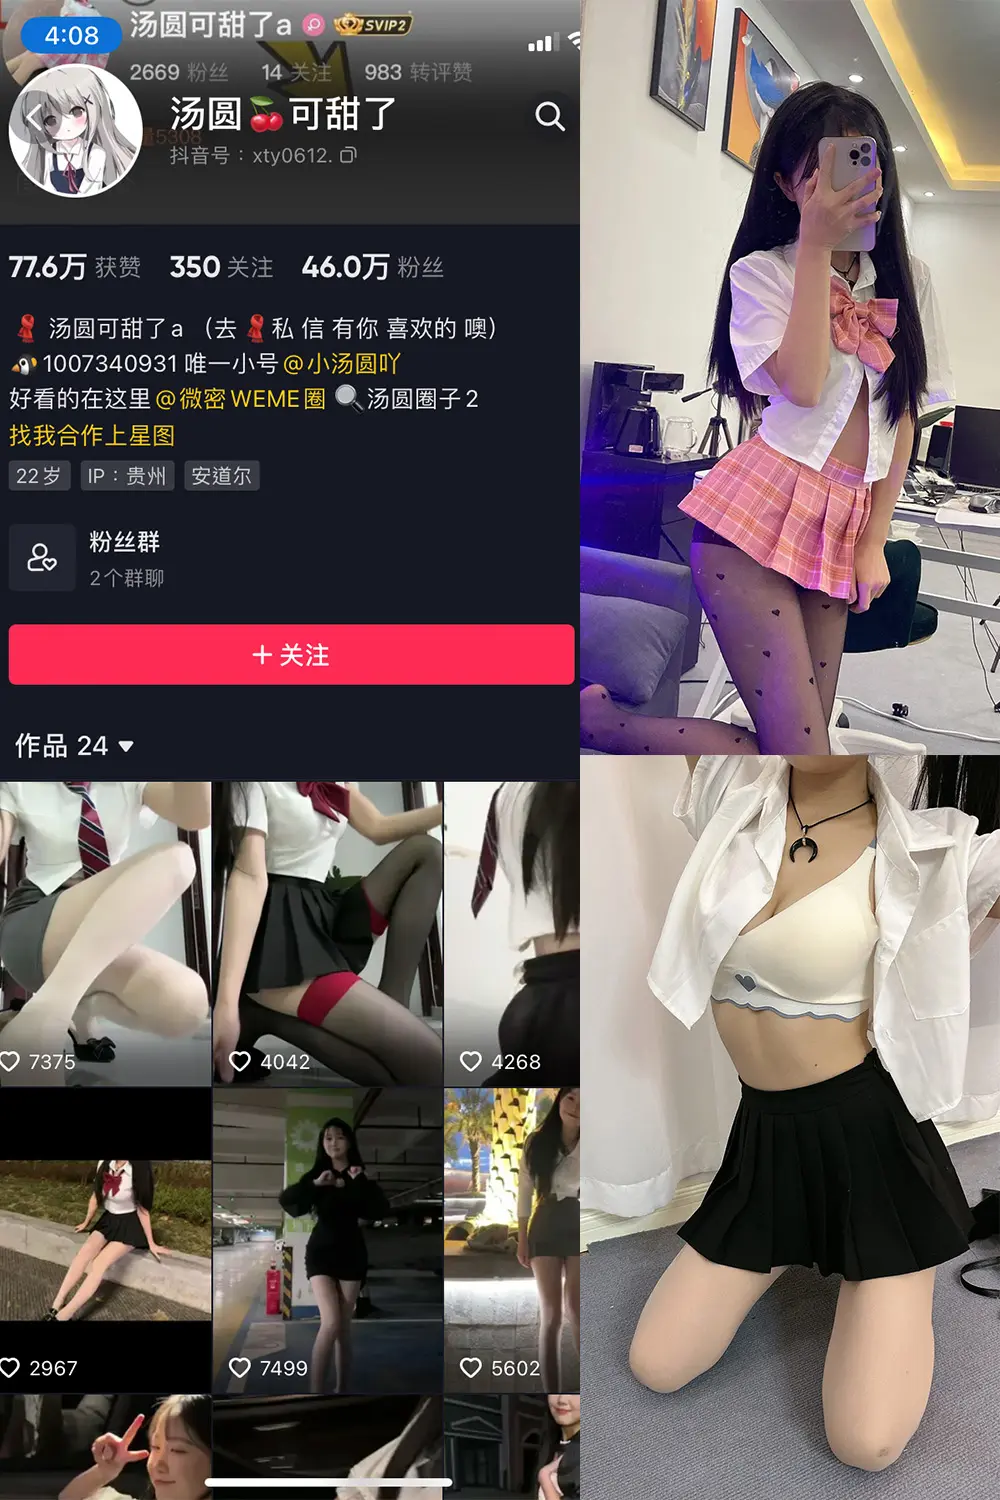 汤圆可甜了a SVIP2
4:08
2669 粉丝 14 关注 983 转评赞
汤圆🍒可甜了
5308
抖音号：xty0612.
77.6万 获赞 350 关注 46.0万 粉丝
汤圆可甜了a （去 🧣私 信 有你 喜欢的 噢）
🐧1007340931 唯一小号@小汤圆吖
好看的在这里@微密WEME圈 🔍汤圆圈子2
找我合作上星图
22岁 IP：贵州 安道尔
粉丝群
2个群聊
+ 关注
作品 24
7375
4042
4268
2967
7499
5602